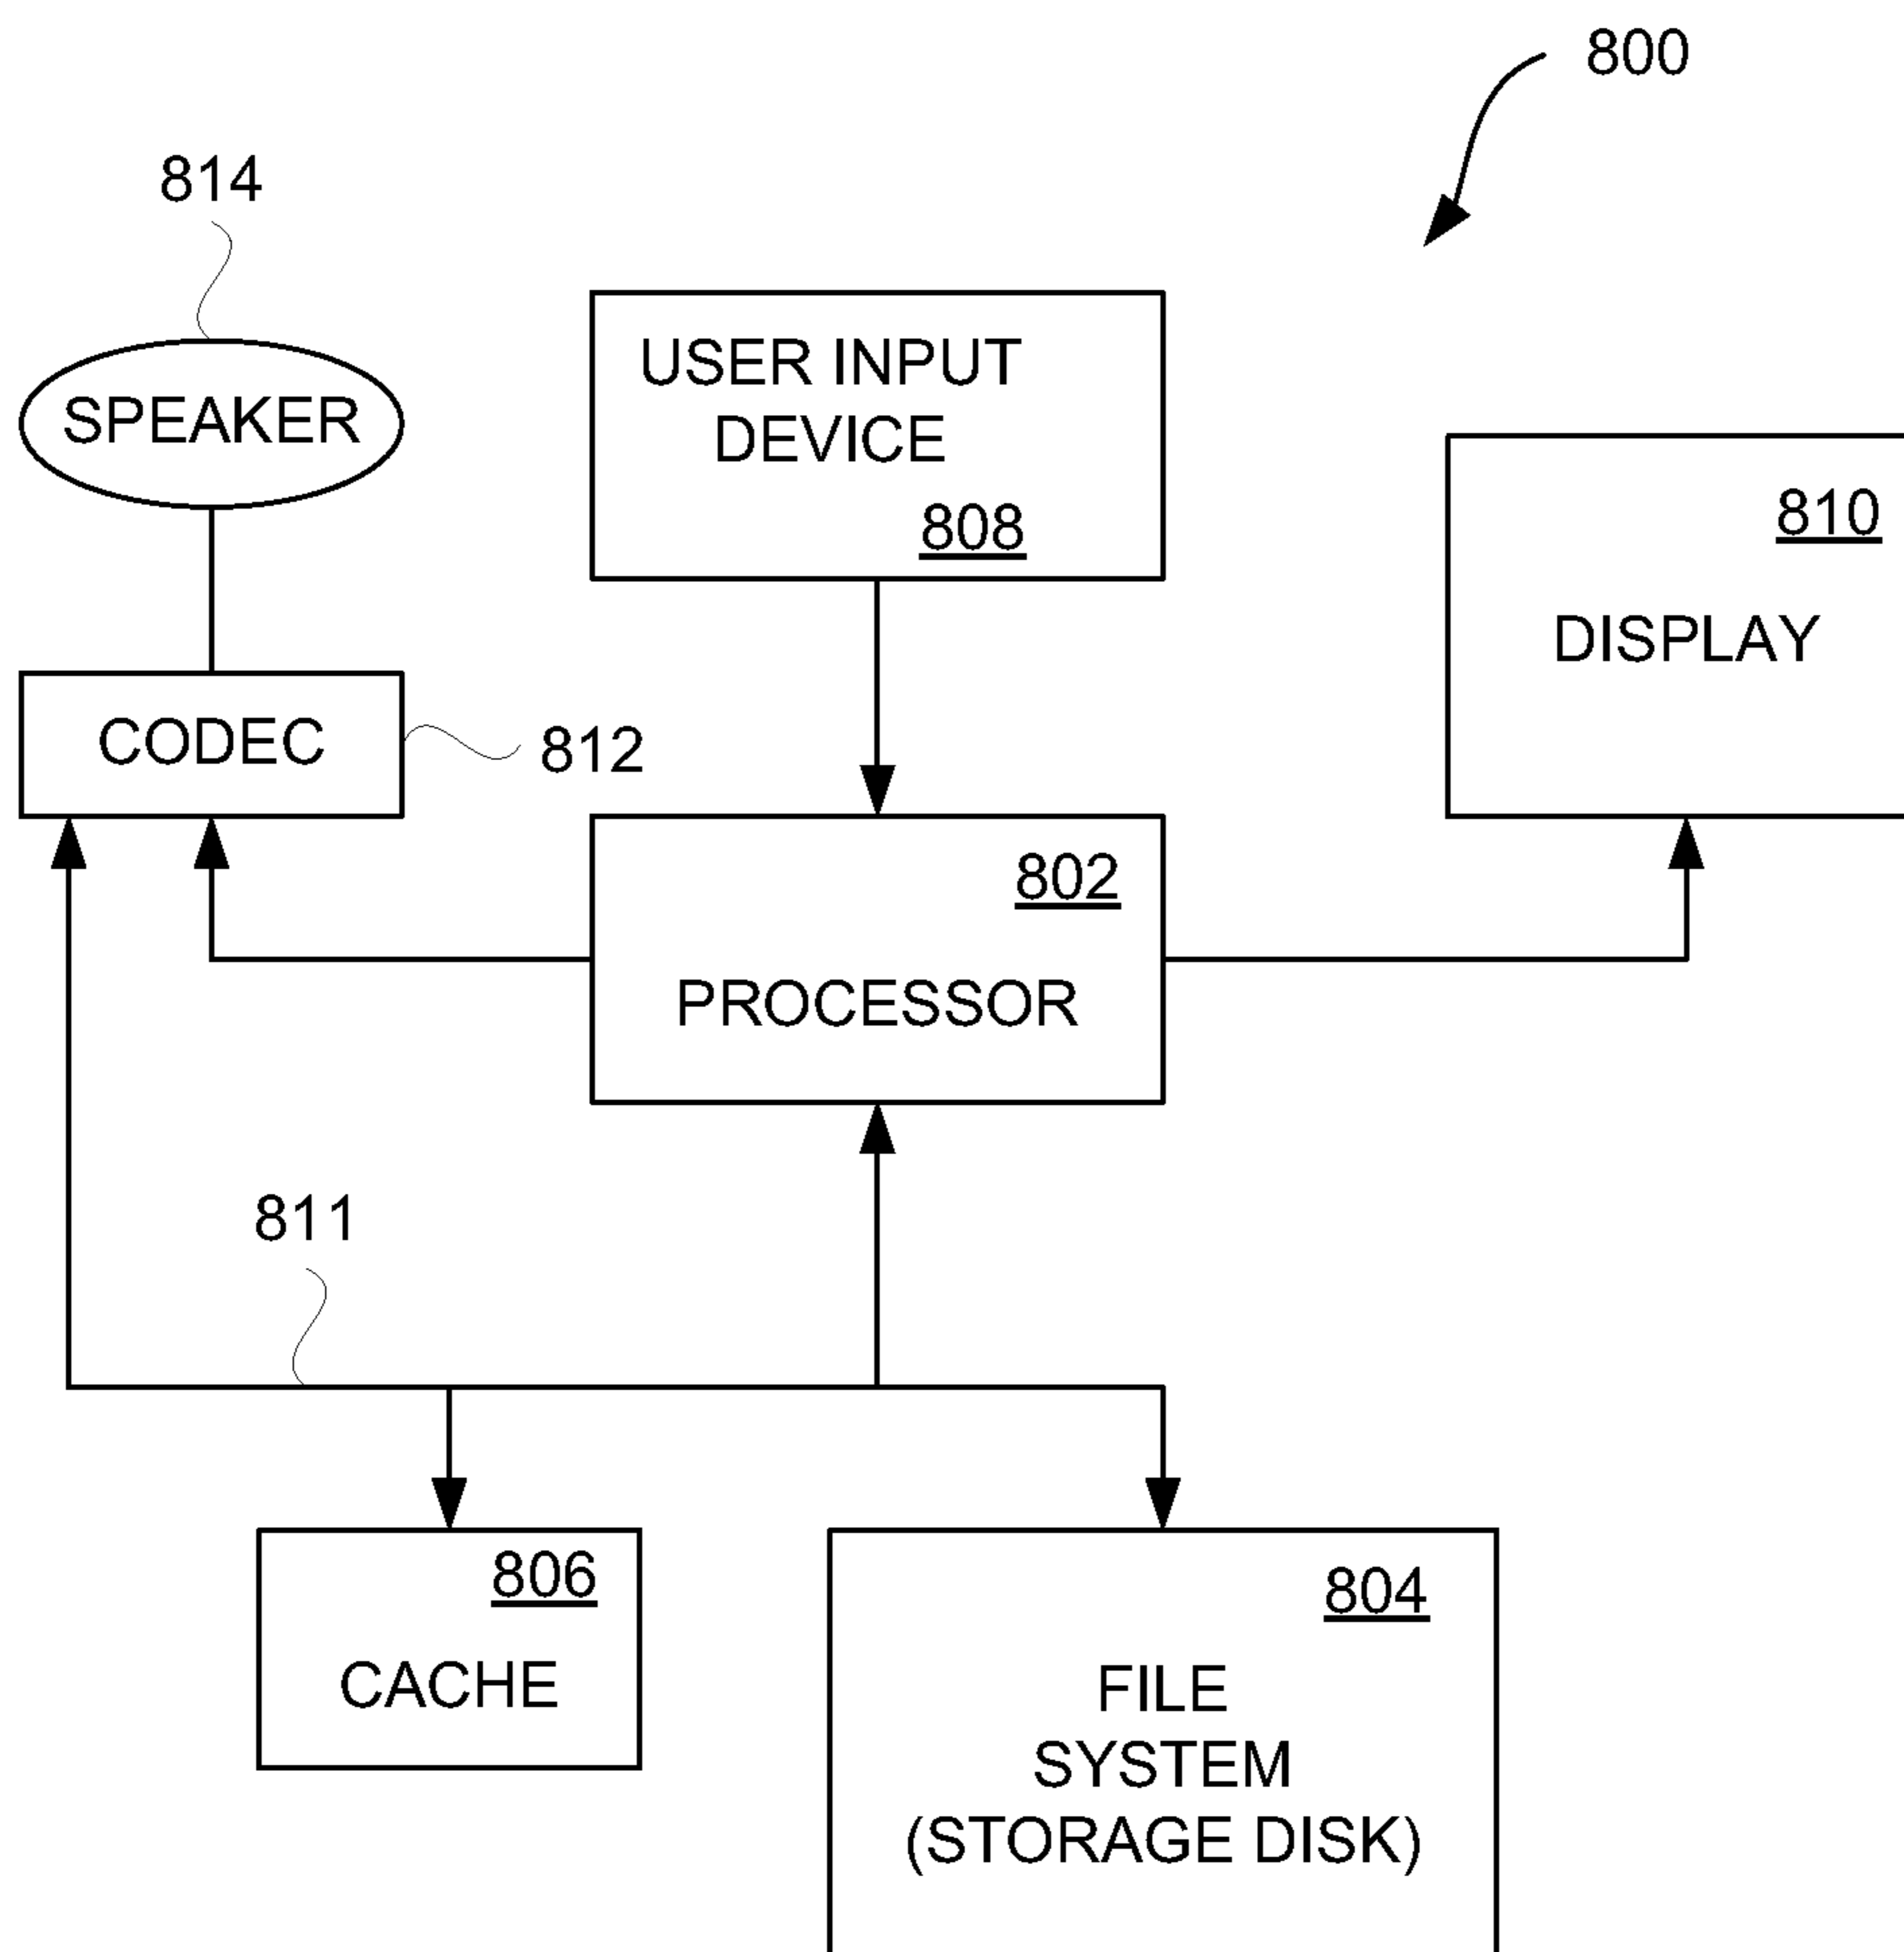 800
814
SPEAKER
USER INPUT
DEVICE
808
810
DISPLAY
CODEC
812
802
PROCESSOR
811
806
CACHE
804
FILE
SYSTEM
(STORAGE DISK)